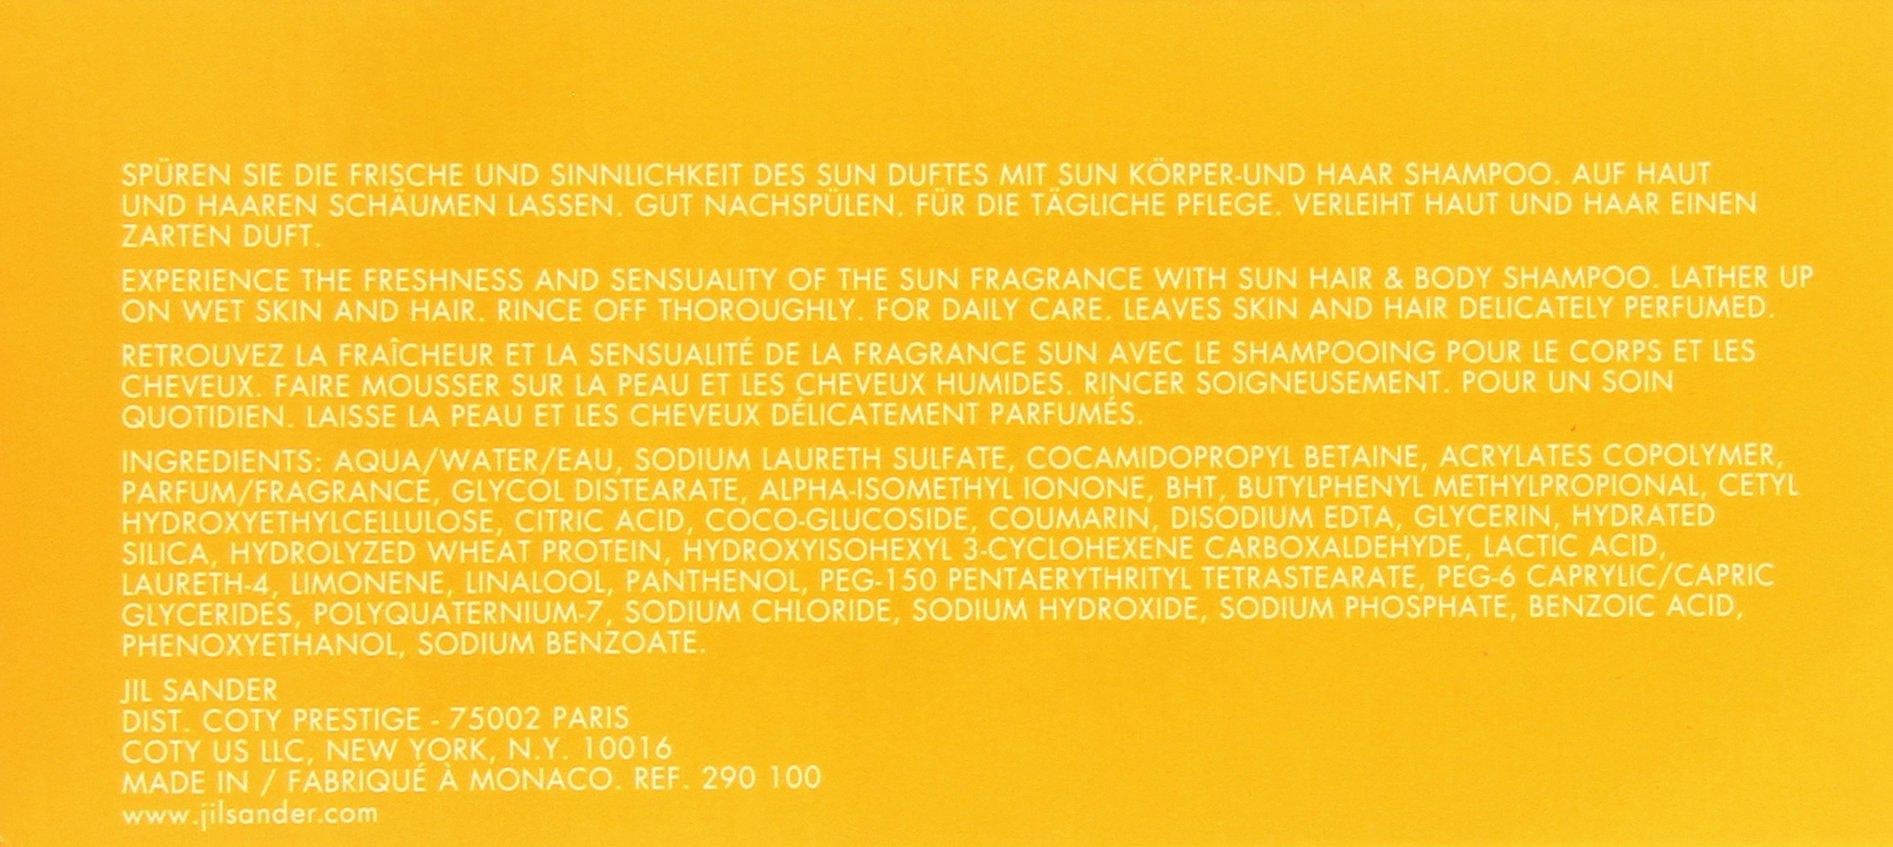 SPÜREN SIE DIE FRISCHE UND SINNLICHKEIT DES SUN DUFTES MIT SUN KÖRPER-UND HAAR SHAMPOO. AUF HAUT
UND HAAREN SCHÄUMEN LASSEN. GUT NACHSPÜLEN. FÜR DIE TÄGLICHE PFLEGE. VERLEIHT HAUT UND HAAR EINEN
ZARTEN DUFT.
EXPERIENCE THE FRESHNESS AND SENSUALITY OF THE SUN FRAGRANCE WITH SUN HAIR & BODY SHAMPOO. LATHER UP
ON WET SKIN AND HAIR. RINCE OFF THOROUGHLY. FOR DAILY CARE. LEAVES SKIN AND HAIR DELICATELY PERFUMED.
RETROUVEZ LA FRAÎCHEUR ET LA SENSUALITÉ DE LA FRAGRANCE SUN AVEC LE SHAMPOOING POUR LE CORPS ET LES
CHEVEUX. FAIRE MOUSSER SUR LA PEAU ET LES CHEVEUX HUMIDES. RINCER SOIGNEUSEMENT. POUR UN SOIN
QUOTIDIEN. LAISSE LA PEAU ET LES CHEVEUX DÉLICATEMENT PARFUMÉS.
INGREDIENTS: AQUA/WATER/EAU, SODIUM LAURETH SULFATE, COCAMIDOPROPYL BETAINE, ACRYLATES COPOLYMER,
PARFUM/FRAGRANCE, GLYCOL DISTEARATE, ALPHA-ISOMETHYL IONONE, BHT, BUTYLPHENYL METHYLPROPIONAL, CETYL
HYDROXYETHYLCELLULOSE, CITRIC ACID, COCO-GLUCOSIDE, COUMARIN, DISODIUM EDTA, GLYCERIN, HYDRATED
SILICA, HYDROLYZED WHEAT PROTEIN, HYDROXYISOHEXYL 3-CYCLOHEXENE CARBOXALDEHYDE, LACTIC ACID,
LAURETH-4, LIMONENE, LINALOOL, PANTHENOL, PEG-150 PENTAERYTHRITYL TETRASTEARATE, PEG-6 CAPRYLIC/CAPRIC
GLYCERIDES, POLYQUATERNIUM-7, SODIUM CHLORIDE, SODIUM HYDROXIDE, SODIUM PHOSPHATE, BENZOIC ACID,
PHENOXYETHANOL, SODIUM BENZOATE.
JIL SANDER
DIST. COTY PRESTIGE - 75002 PARIS
COTY US LLC, NEW YORK, N.Y. 10016
MADE IN / FABRIQUÉ À MONACO. REF. 290 100
www.jilsander.com